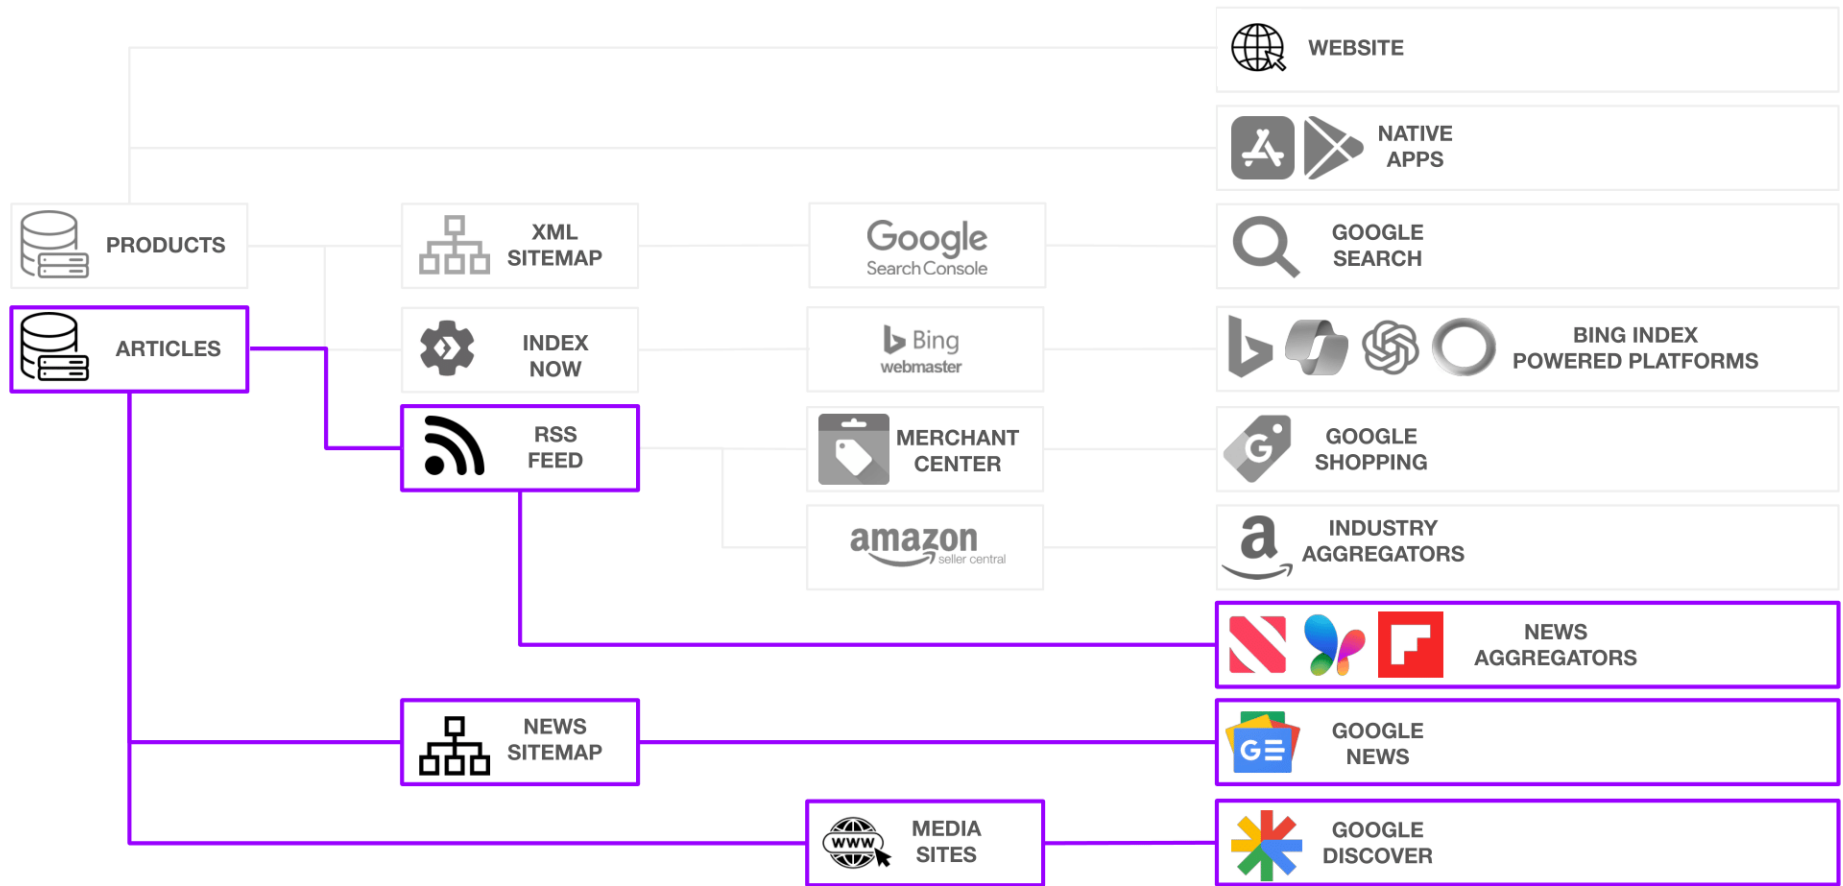 WEBSITE
NATIVE
APPS
PRODUCTS
XML
SITEMAP
Google
Search Console
GOOGLE
SEARCH
ARTICLES
INDEX
NOW
Bing
webmaster
BING INDEX
POWERED PLATFORMS
RSS
FEED
MERCHANT
CENTER
G
GOOGLE
SHOPPING
amazon
seller central
a
INDUSTRY
AGGREGATORS
NEWS
AGGREGATORS
NEWS
SITEMAP
G
GOOGLE
NEWS
www
MEDIA
SITES
GOOGLE
DISCOVER